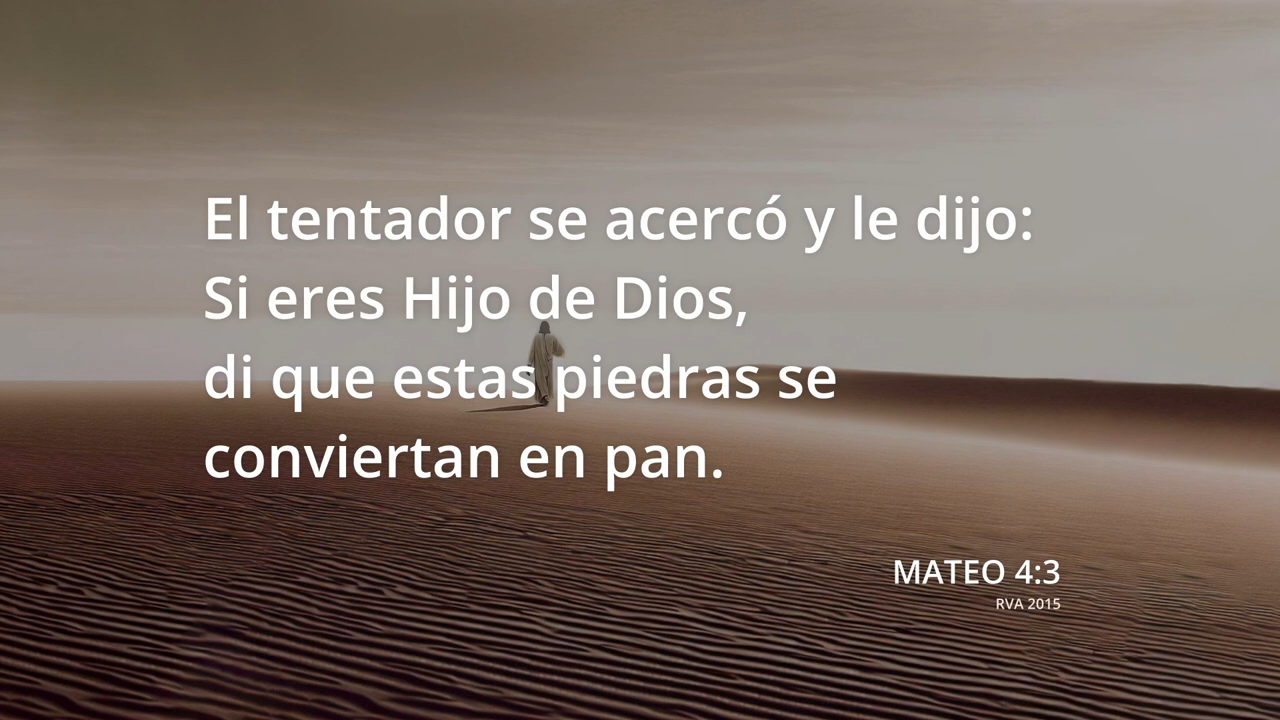 El tentador se acercó y le dijo:
Si eres Hijo de Dios,
di que estas piedras se
conviertan en pan.
MATEO 4:3
RVA 2015